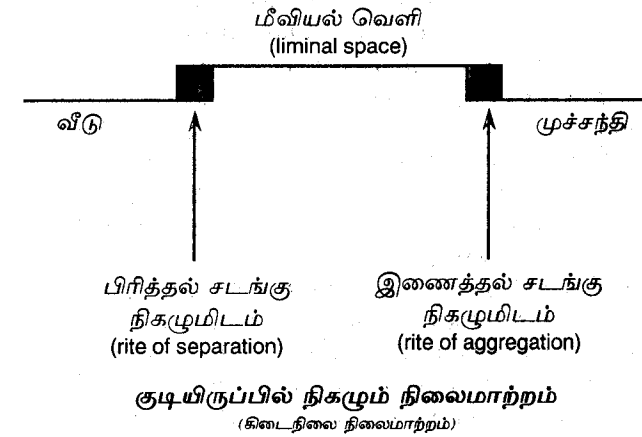 மீவியல் வெளி
(liminal space)
வீடு
முச்சந்தி
பிரித்தல் சடங்கு
நிகழுமிடம்
(rite of separation)
இணைத்தல் சடங்கு
நிகழுமிடம்
(rite of aggregation)
குடியிருப்பில் நிகழும் நிலைமாற்றம்
(கிடைநிலை நிலைமாற்றம்)